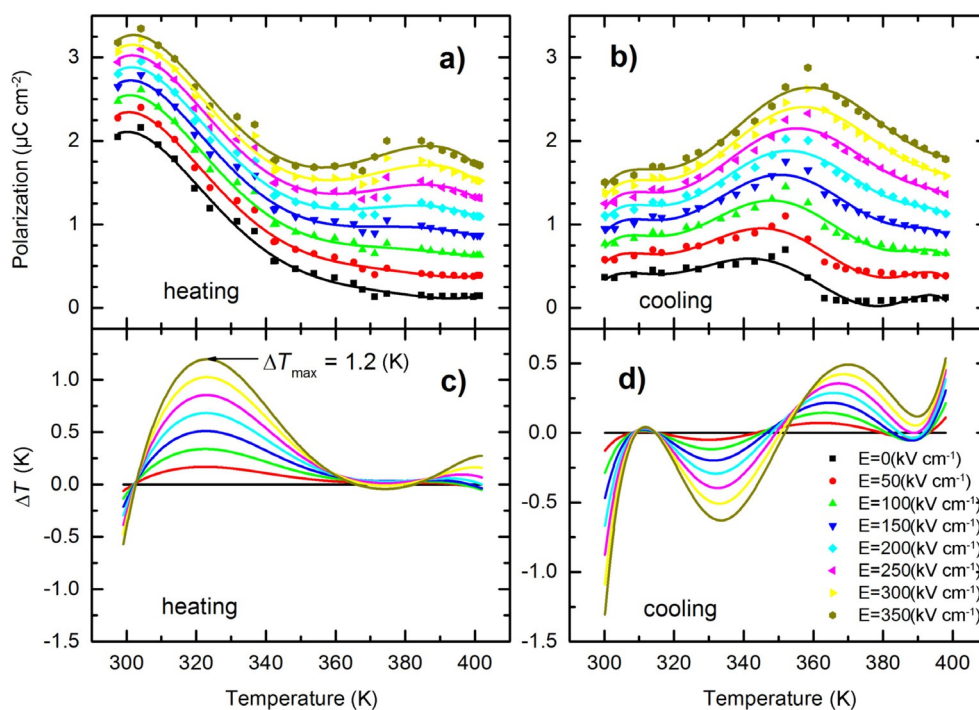 a)
b)
3
2
1
0
Polarization (µC cm⁻²)
heating
cooling
ΔTmax = 1.2 (K)
c)
d)
1.0
0.5
0.0
-0.5
-1.0
-1.5
ΔT (K)
0.5
0.0
-0.5
-1.0
-1.5
E=0(kV cm⁻¹)
E=50(kV cm⁻¹)
E=100(kV cm⁻¹)
E=150(kV cm⁻¹)
E=200(kV cm⁻¹)
E=250(kV cm⁻¹)
E=300(kV cm⁻¹)
E=350(kV cm⁻¹)
heating
cooling
300 320 340 360 380 400
300 320 340 360 380 400
Temperature (K)
Temperature (K)